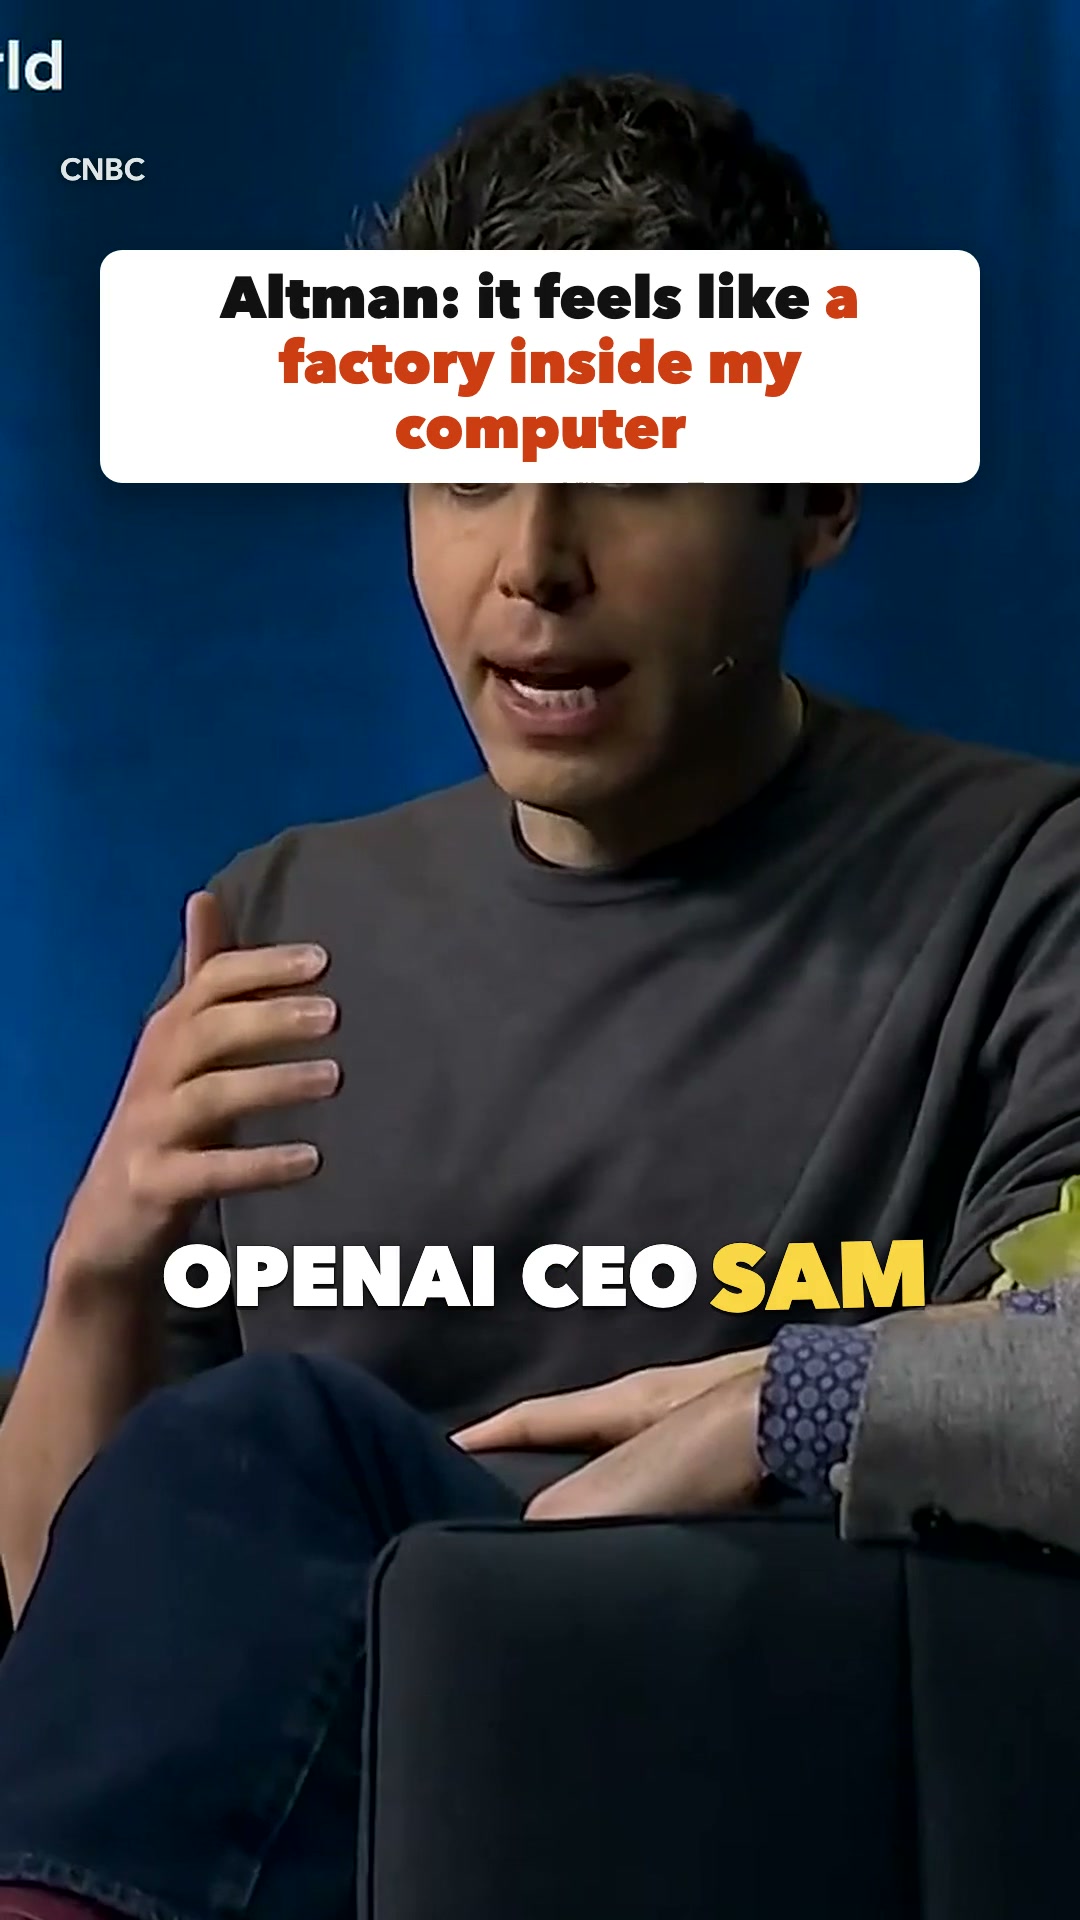 rld
CNBC
Altman: it feels like a
factory inside my
computer
OPENAI CEO SAM